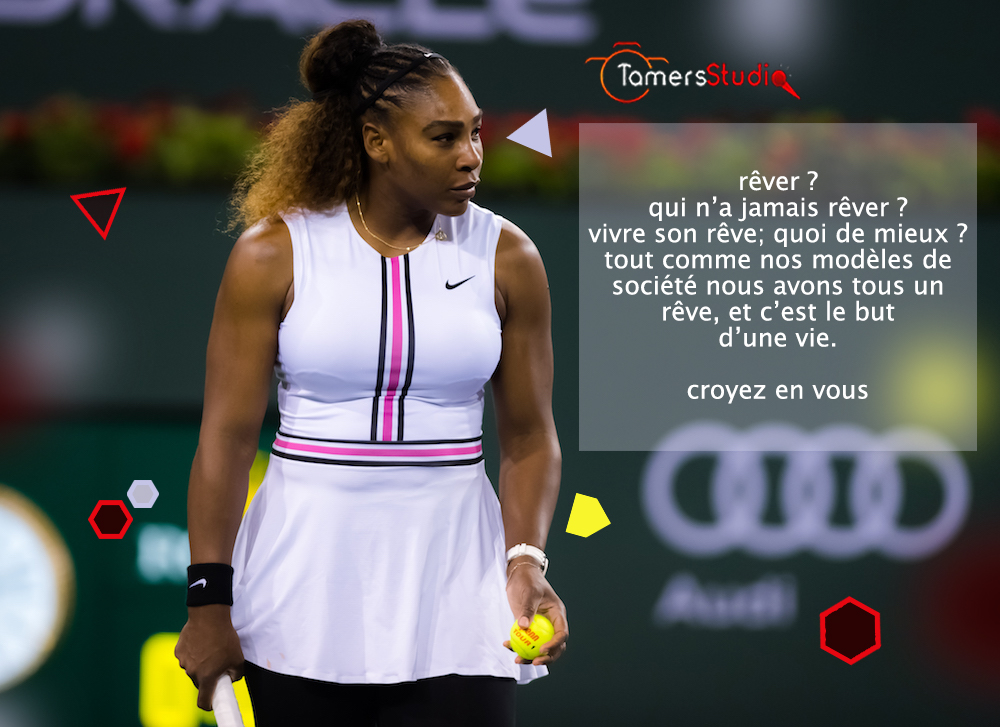 ORACLE
TamersStudio
rêver ?
qui n’a jamais rêver ?
vivre son rêve; quoi de mieux ?
tout comme nos modèles de
société nous avons tous un
rêve, et c’est le but
d’une vie.
croyez en vous
Audi